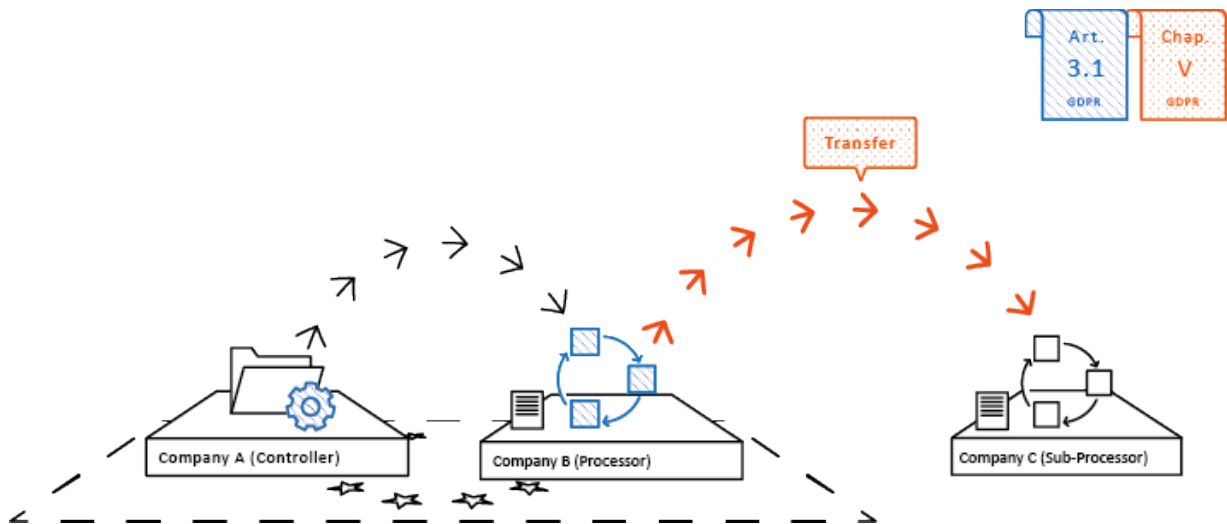 Art.
3.1
GDPR
Chap.
V
GDPR
Transfer
Company A (Controller)
Company B (Processor)
Company C (Sub-Processor)